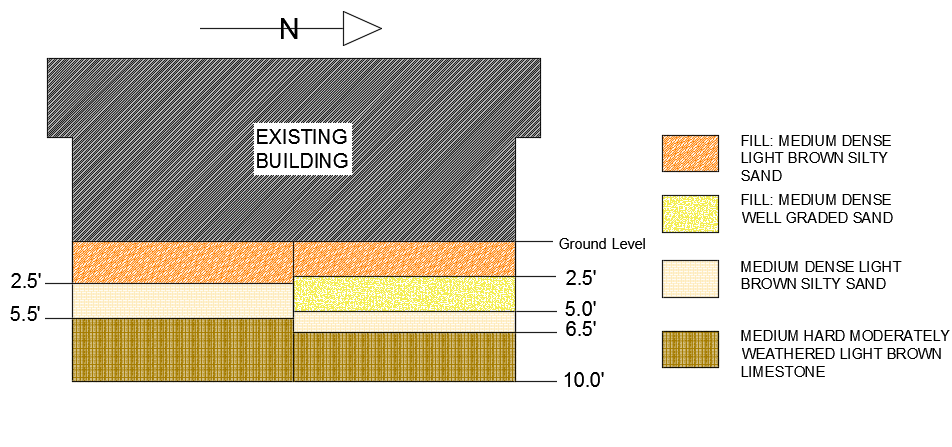 N
EXISTING
BUILDING
Ground Level
2.5'
5.5'
2.5'
5.0'
6.5'
10.0'
FILL: MEDIUM DENSE
LIGHT BROWN SILTY
SAND
FILL: MEDIUM DENSE
WELL GRADED SAND
MEDIUM DENSE LIGHT
BROWN SILTY SAND
MEDIUM HARD MODERATELY
WEATHERED LIGHT BROWN
LIMESTONE